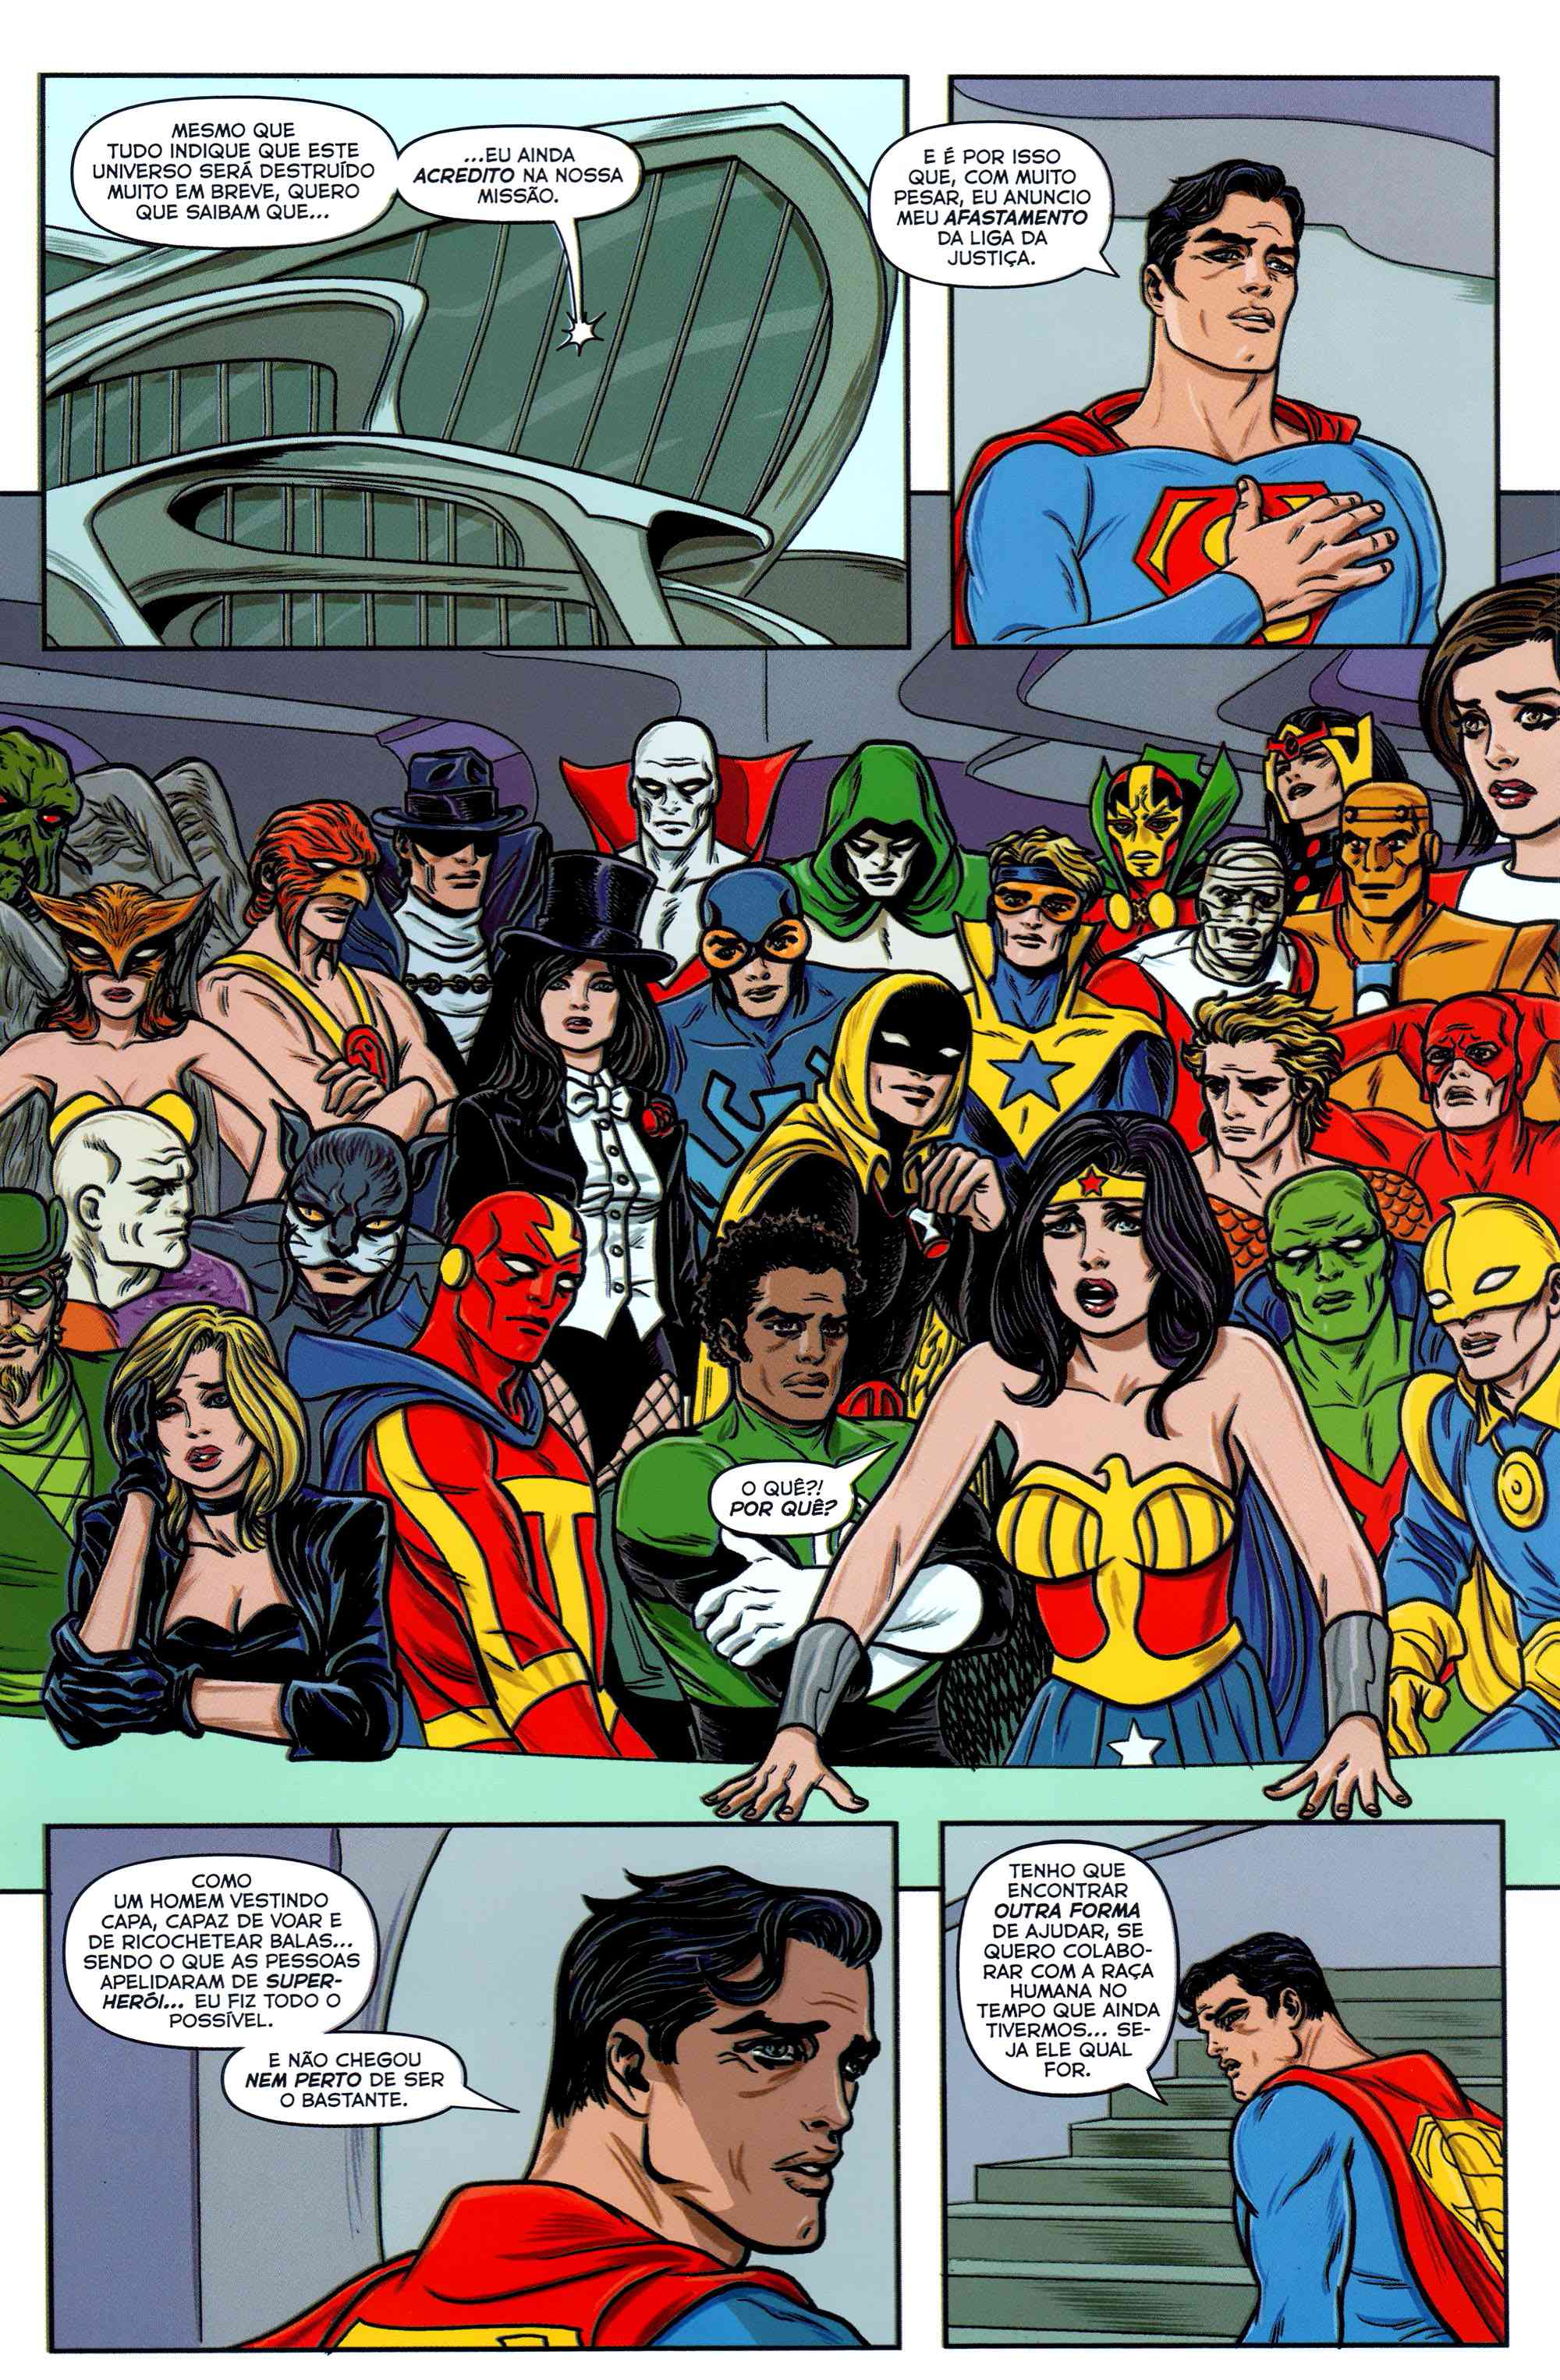 MESMO QUE
TUDO INDIQUE QUE ESTE
UNIVERSO SERÁ DESTRUÍDO
MUITO EM BREVE, QUERO
QUE SAIBAM QUE...
...EU AINDA
ACREDITO NA NOSSA
MISSÃO.
E É POR ISSO
QUE, COM MUITO
PESAR, EU ANUNCIO
MEU AFASTAMENTO
DA LIGA DA
JUSTIÇA.
O QUÊ?!
POR QUÊ?
COMO
UM HOMEM VESTINDO
CAPA, CAPAZ DE VOAR E
DE RICOCHETEAR BALAS...
SENDO O QUE AS PESSOAS
APELIDARAM DE SUPER-
HERÓI... EU FIZ TODO O
POSSÍVEL.
E NÃO CHEGOU
NEM PERTO DE SER
O BASTANTE.
TENHO QUE
ENCONTRAR
OUTRA FORMA
DE AJUDAR, SE
QUERO COLABO-
RAR COM A RAÇA
HUMANA NO
TEMPO QUE AINDA
TIVERMOS... SE-
JA ELE QUAL
FOR.